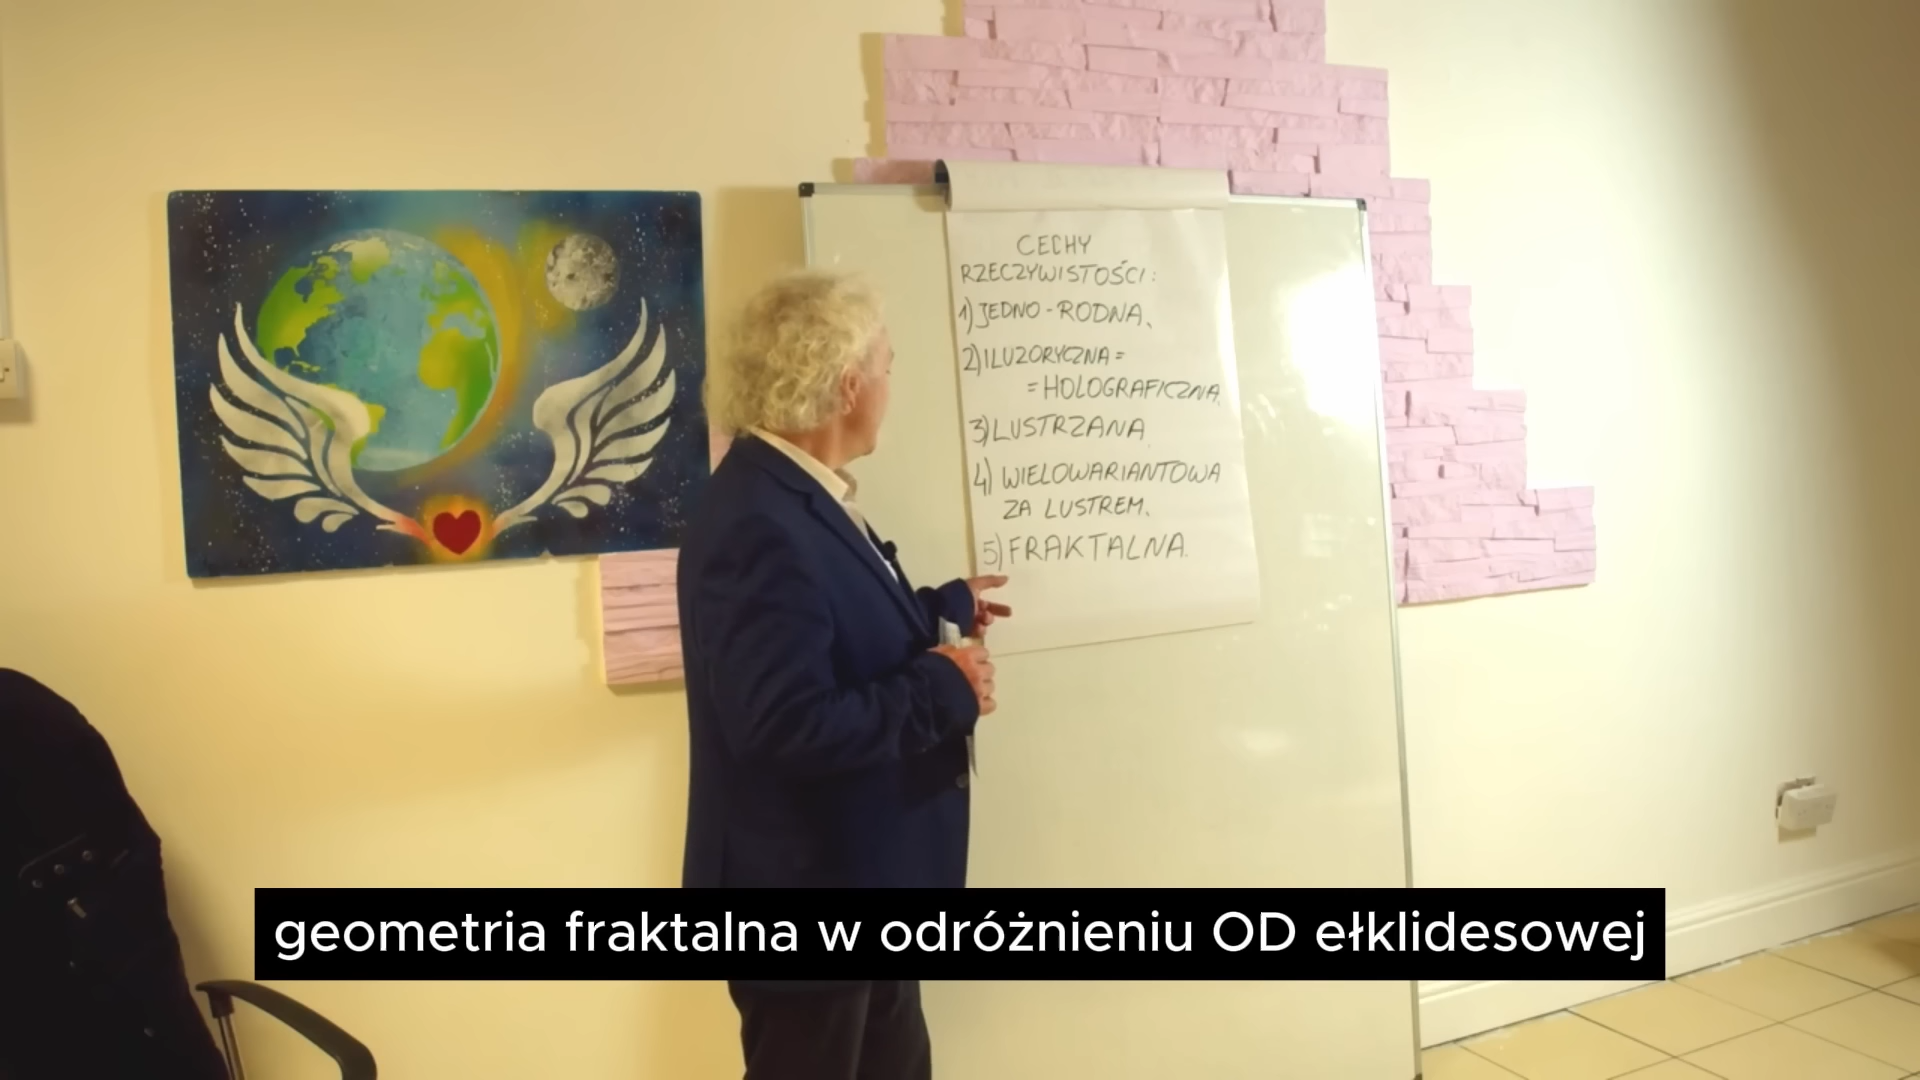 CECHY
RZECZYWISTOŚCI:
1) JEDNO-RODNA,
2) ILUZORYCZNA =
= HOLOGRAFICZNA,
3) LUSTRZANA
4) WIELOWARIANTOWA
ZA LUSTREM,
5) FRAKTALNA.
geometria fraktalna w odróżnieniu OD ełklidesowej